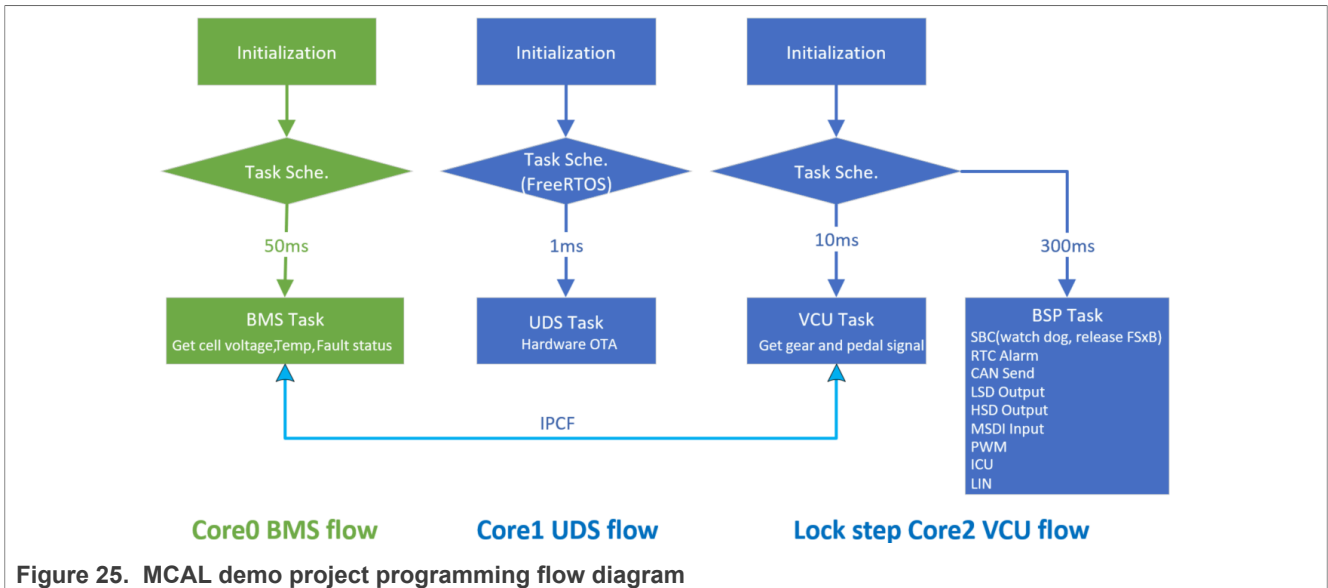 Initialization
Initialization
Initialization
Task Sche.
Task Sche.
(FreeRTOS)
Task Sche.
50ms
1ms
10ms
300ms
BMS Task
Get cell voltage,Temp,Fault status
UDS Task
Hardware OTA
VCU Task
Get gear and pedal signal
BSP Task
SBC(watch dog, release FSxB)
RTC Alarm
CAN Send
LSD Output
HSD Output
MSDI Input
PWM
ICU
LIN
IPCF
Core0 BMS flow
Core1 UDS flow
Lock step Core2 VCU flow
Figure 25. MCAL demo project programming flow diagram